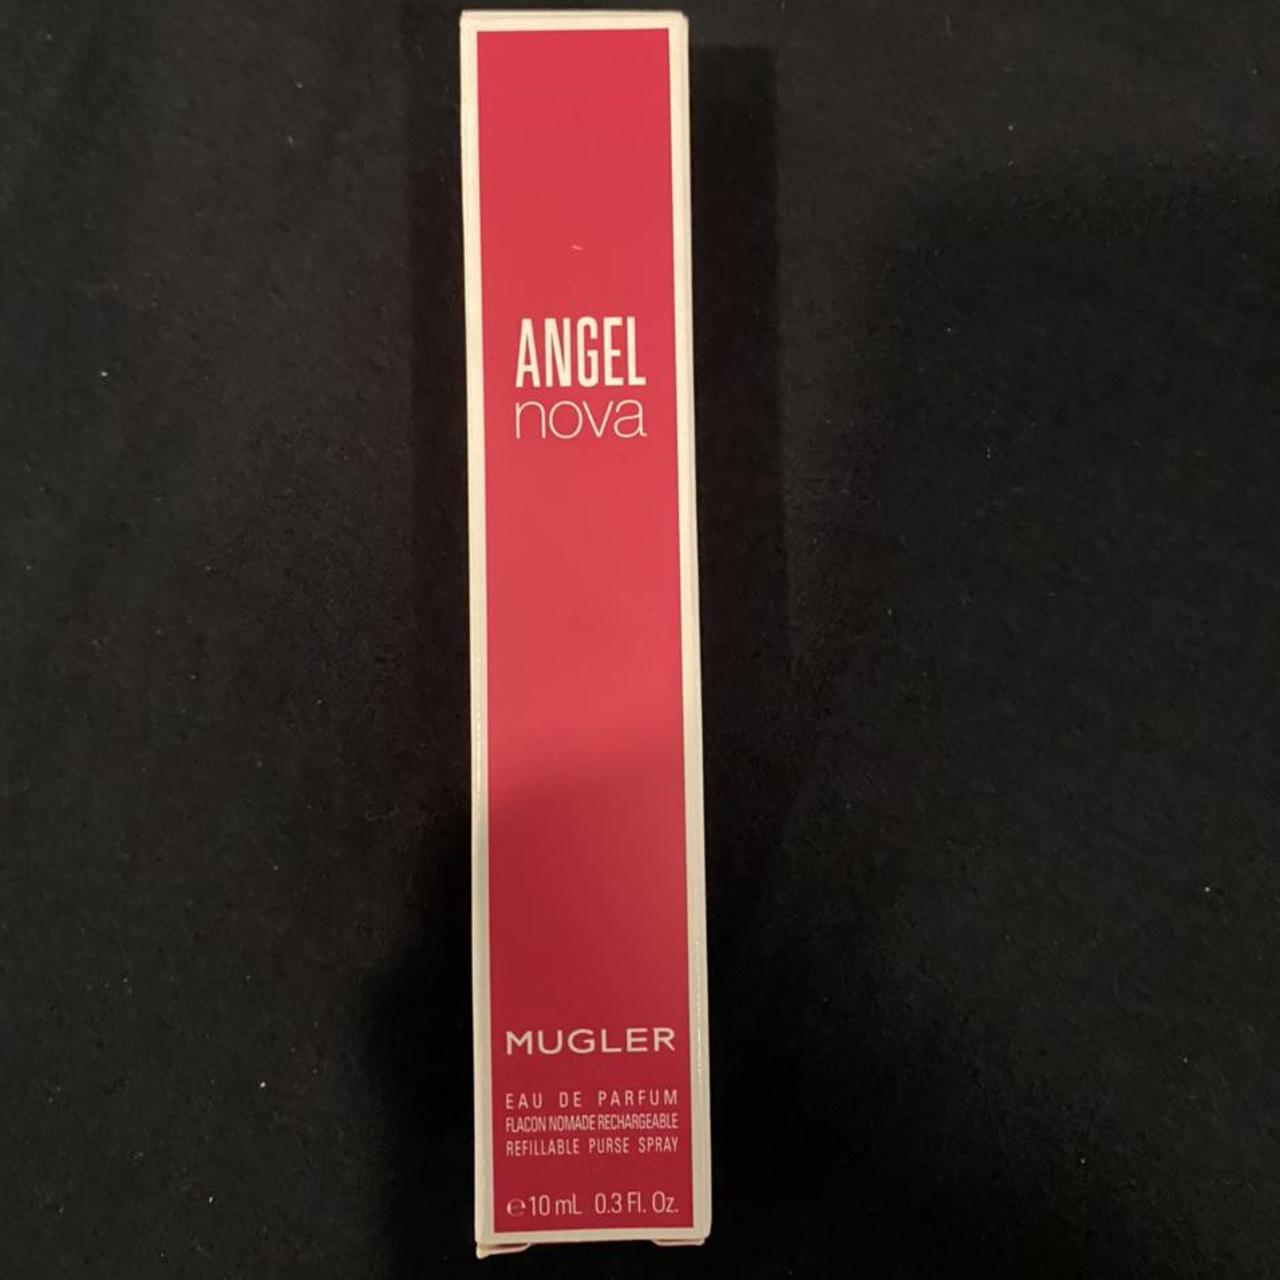 ANGEL
nova
MUGLER
EAU DE PARFUM
FLACON NOMADE RECHARGEABLE
REFILLABLE PURSE SPRAY
℮10 mL 0.3 Fl. Oz.